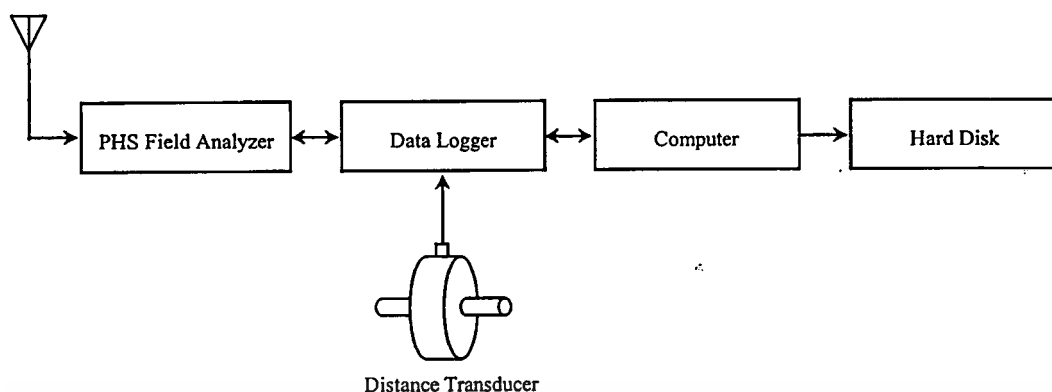 PHS Field Analyzer
Data Logger
Computer
Hard Disk
Distance Transducer